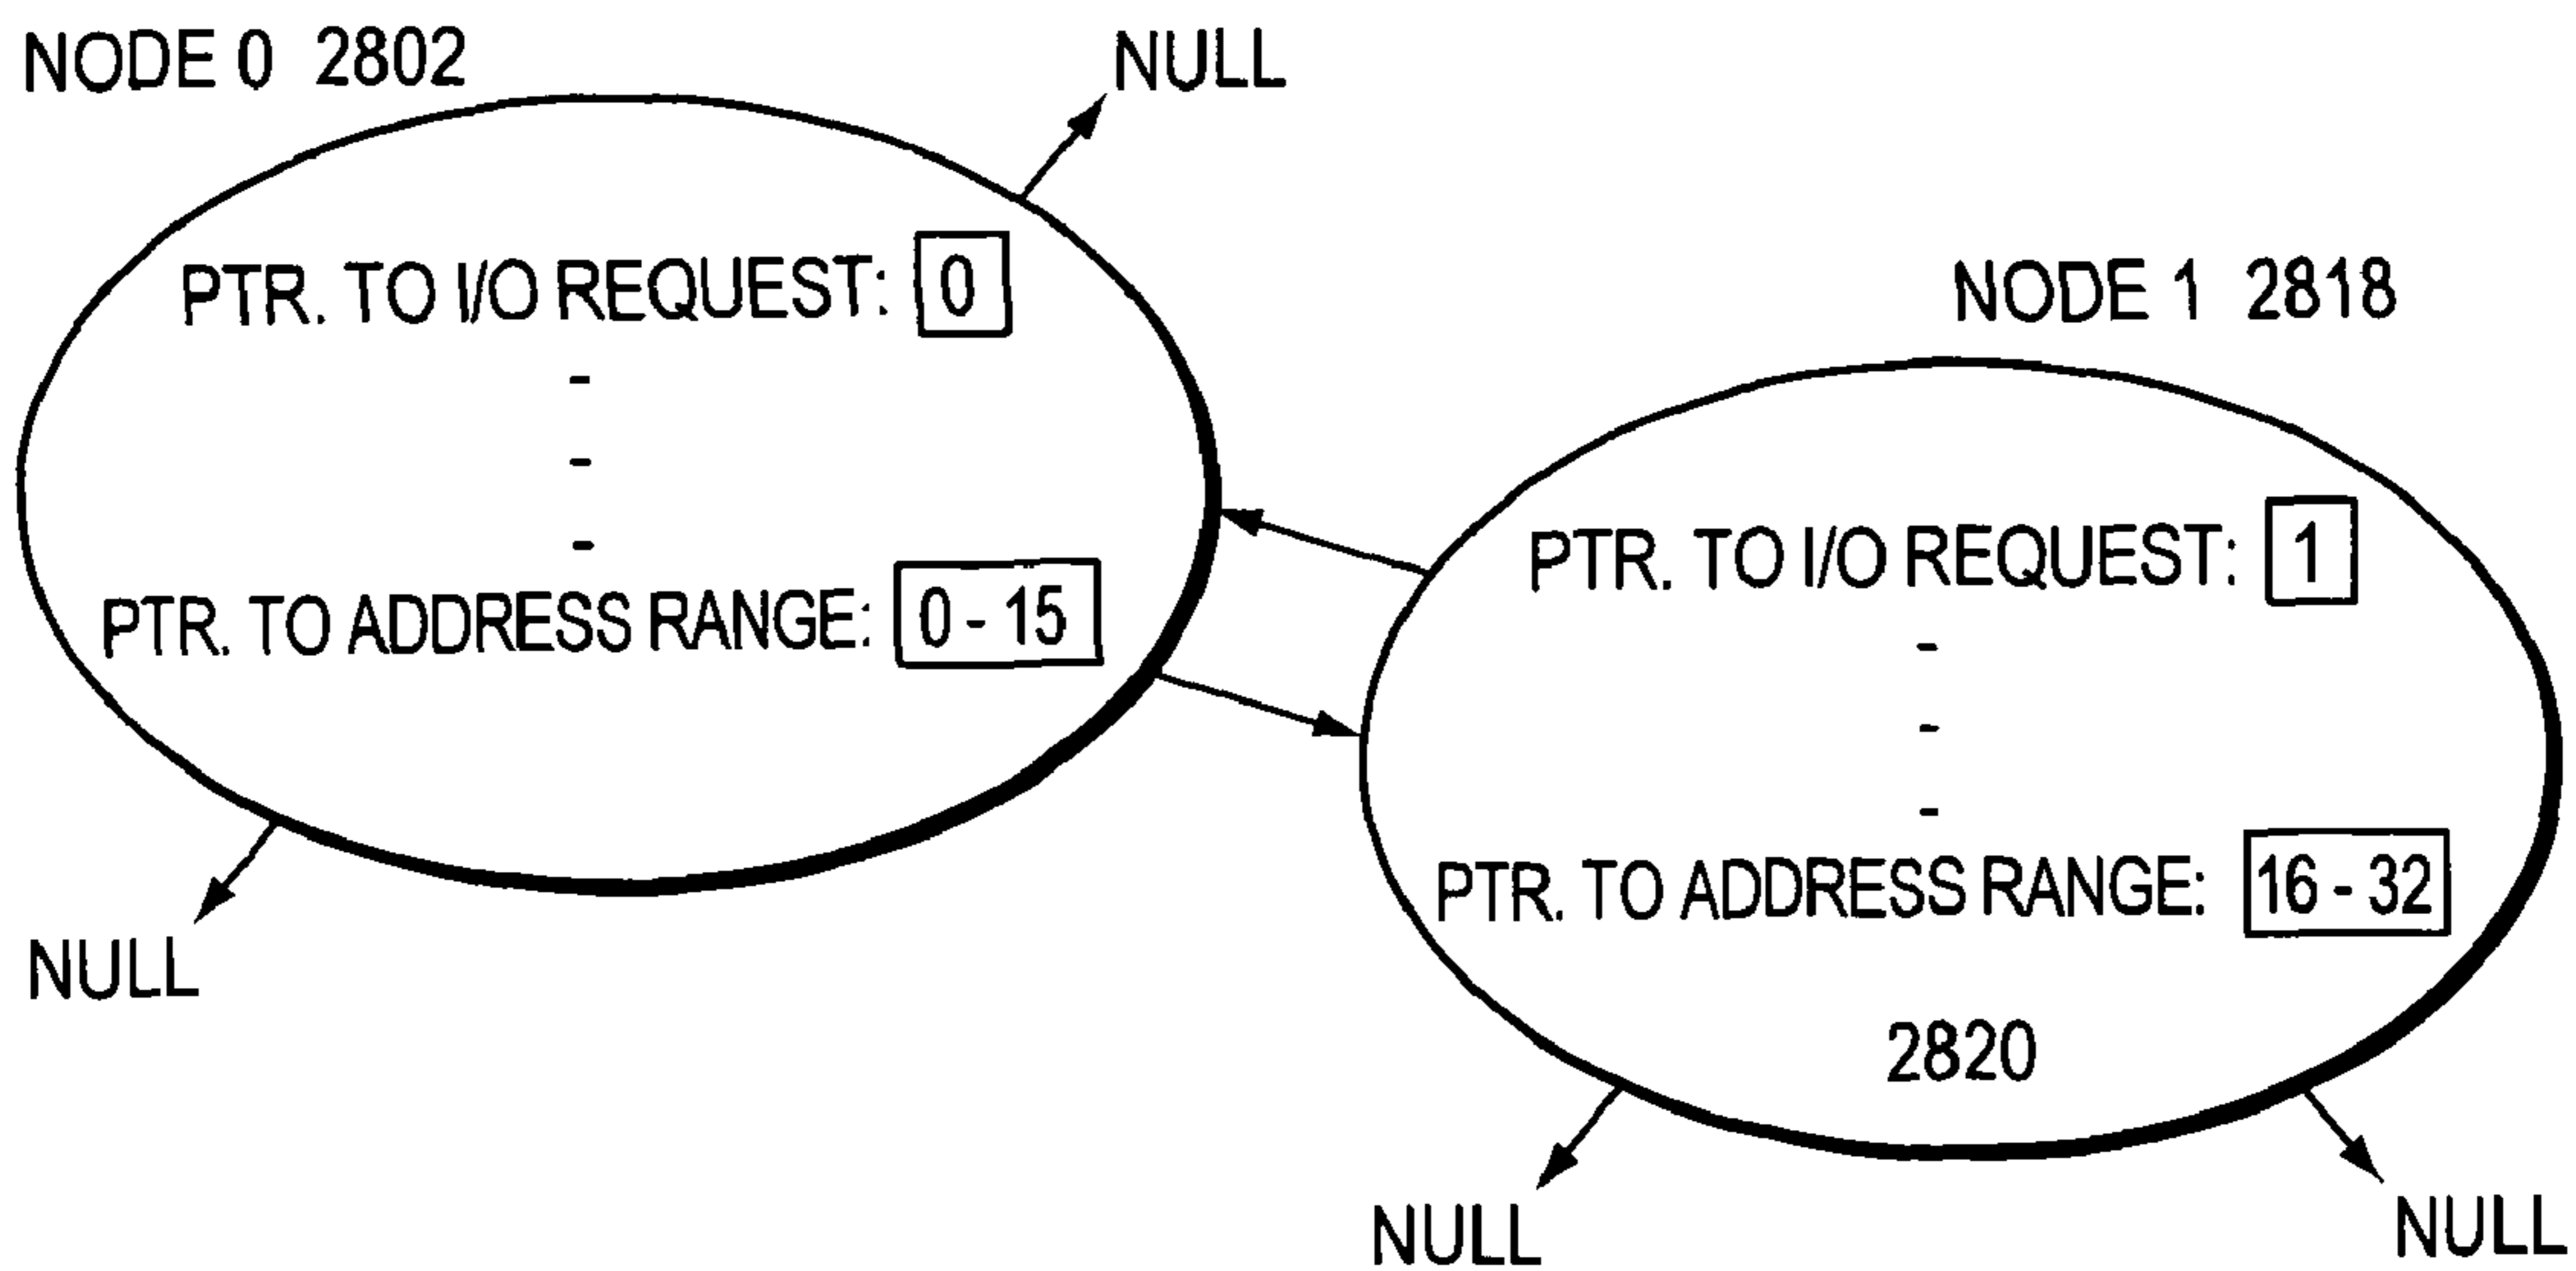 NODE 0 2802
NULL
PTR. TO I/O REQUEST: 0
-
-
-
PTR. TO ADDRESS RANGE: 0 - 15
NULL
NODE 1 2818
PTR. TO I/O REQUEST: 1
-
-
-
PTR. TO ADDRESS RANGE: 16 - 32
2820
NULL
NULL